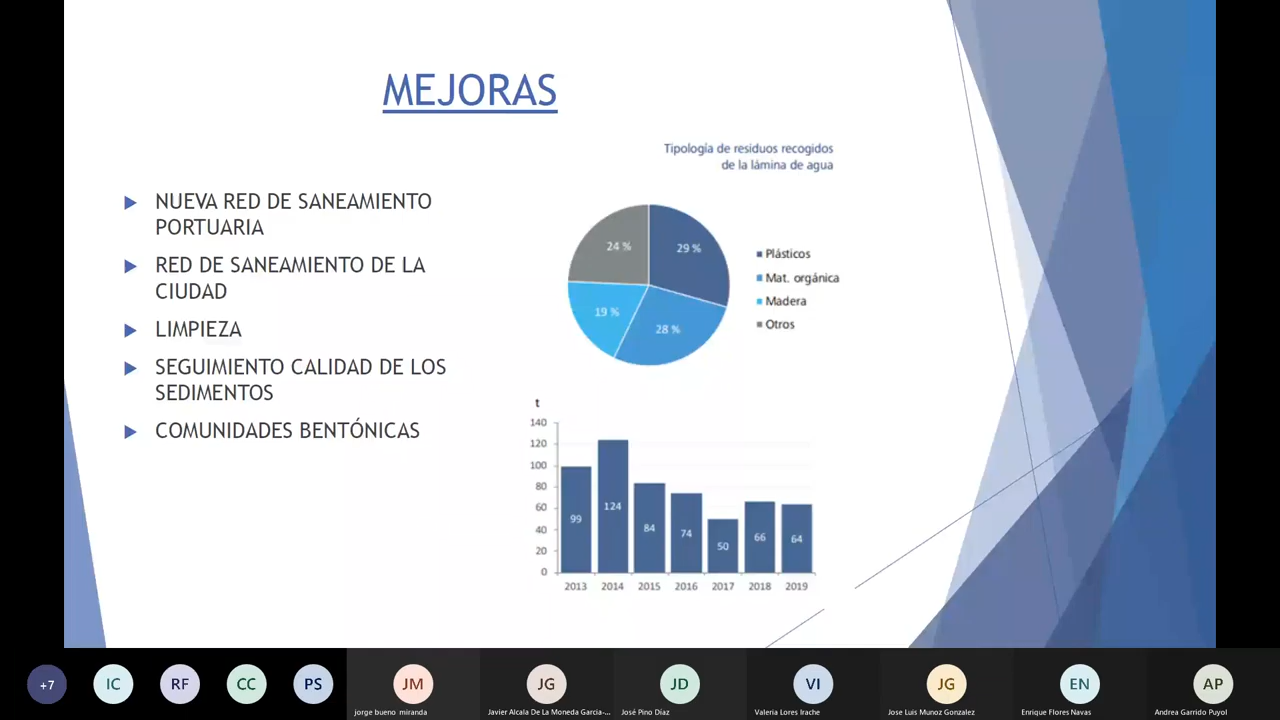 MEJORAS
NUEVA RED DE SANEAMIENTO
PORTUARIA
RED DE SANEAMIENTO DE LA
CIUDAD
LIMPIEZA
SEGUIMIENTO CALIDAD DE LOS
SEDIMENTOS
COMUNIDADES BENTÓNICAS
Tipología de residuos recogidos
de la lámina de agua
24 %
29 %
19 %
28 %
Plásticos
Mat. orgánica
Madera
Otros
t
140
120
100
80
60
40
20
0
99
124
84
74
50
66
64
2013 2014 2015 2016 2017 2018 2019
+7 IC RF CC PS JM JG JD VI JG EN AP
jorge bueno miranda Javier Alcala De La Moneda Garcia-... José Pino Díaz Valeria Lores Irache Jose Luis Munoz Gonzalez Enrique Flores Navas Andrea Garrido Puyol